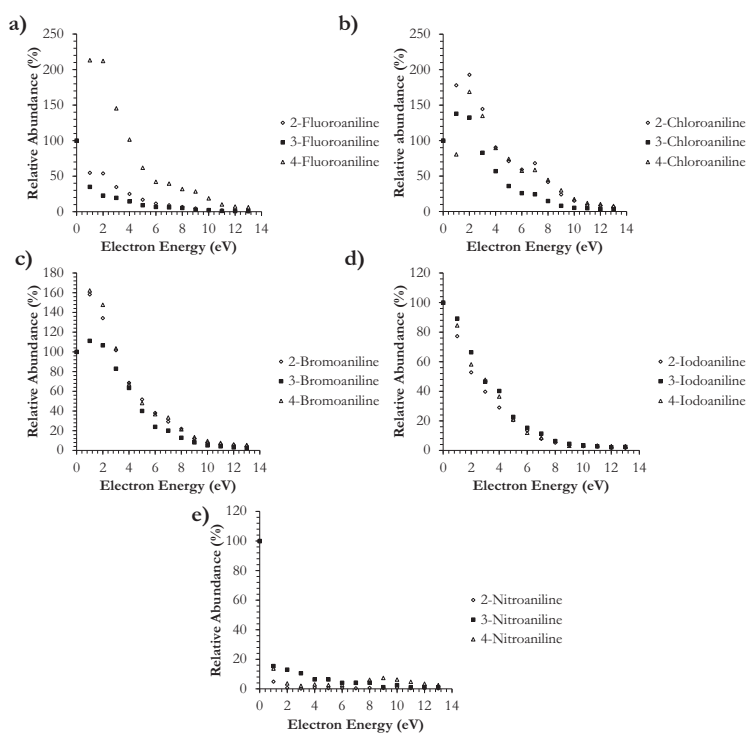 a)
Relative Abundance (%)
250
200
150
100
50
0
0 2 4 6 8 10 12 14
Electron Energy (eV)
2-Fluoroaniline
3-Fluoroaniline
4-Fluoroaniline
b)
Relative abundance (%)
250
200
150
100
50
0
0 2 4 6 8 10 12 14
Electron Energy (eV)
2-Chloroaniline
3-Chloroaniline
4-Chloroaniline
c)
Relative Abundance (%)
180
160
140
120
100
80
60
40
20
0
0 2 4 6 8 10 12 14
Electron Energy (eV)
2-Bromoaniline
3-Bromoaniline
4-Bromoaniline
d)
Relative Abundance (%)
120
100
80
60
40
20
0
0 2 4 6 8 10 12 14
Electron Energy (eV)
2-Iodoaniline
3-Iodoaniline
4-Iodoaniline
e)
Relative Abundance (%)
120
100
80
60
40
20
0
0 2 4 6 8 10 12 14
Electron Energy (eV)
2-Nitroaniline
3-Nitroaniline
4-Nitroaniline